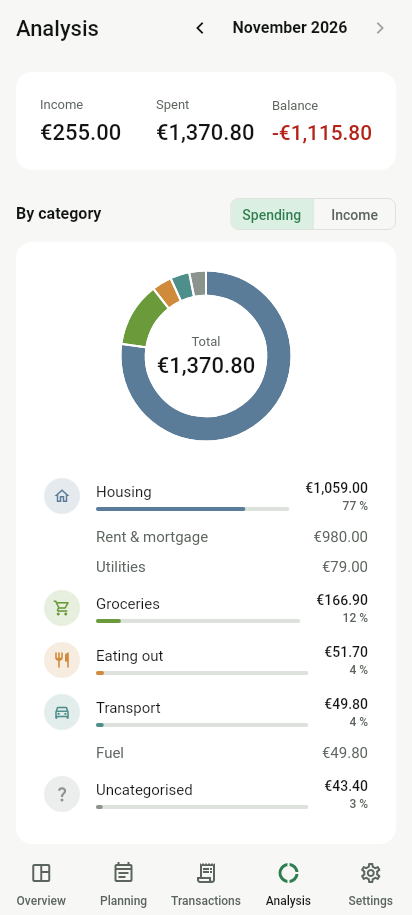 Analysis
November 2026
Income Spent Balance
€255.00 €1,370.80 -€1,115.80
By category
Spending Income
Total
€1,370.80
Housing €1,059.00
77 %
Rent & mortgage €980.00
Utilities €79.00
Groceries €166.90
12 %
Eating out €51.70
4 %
Transport €49.80
4 %
Fuel €49.80
? Uncategorised €43.40
3 %
Overview Planning Transactions Analysis Settings